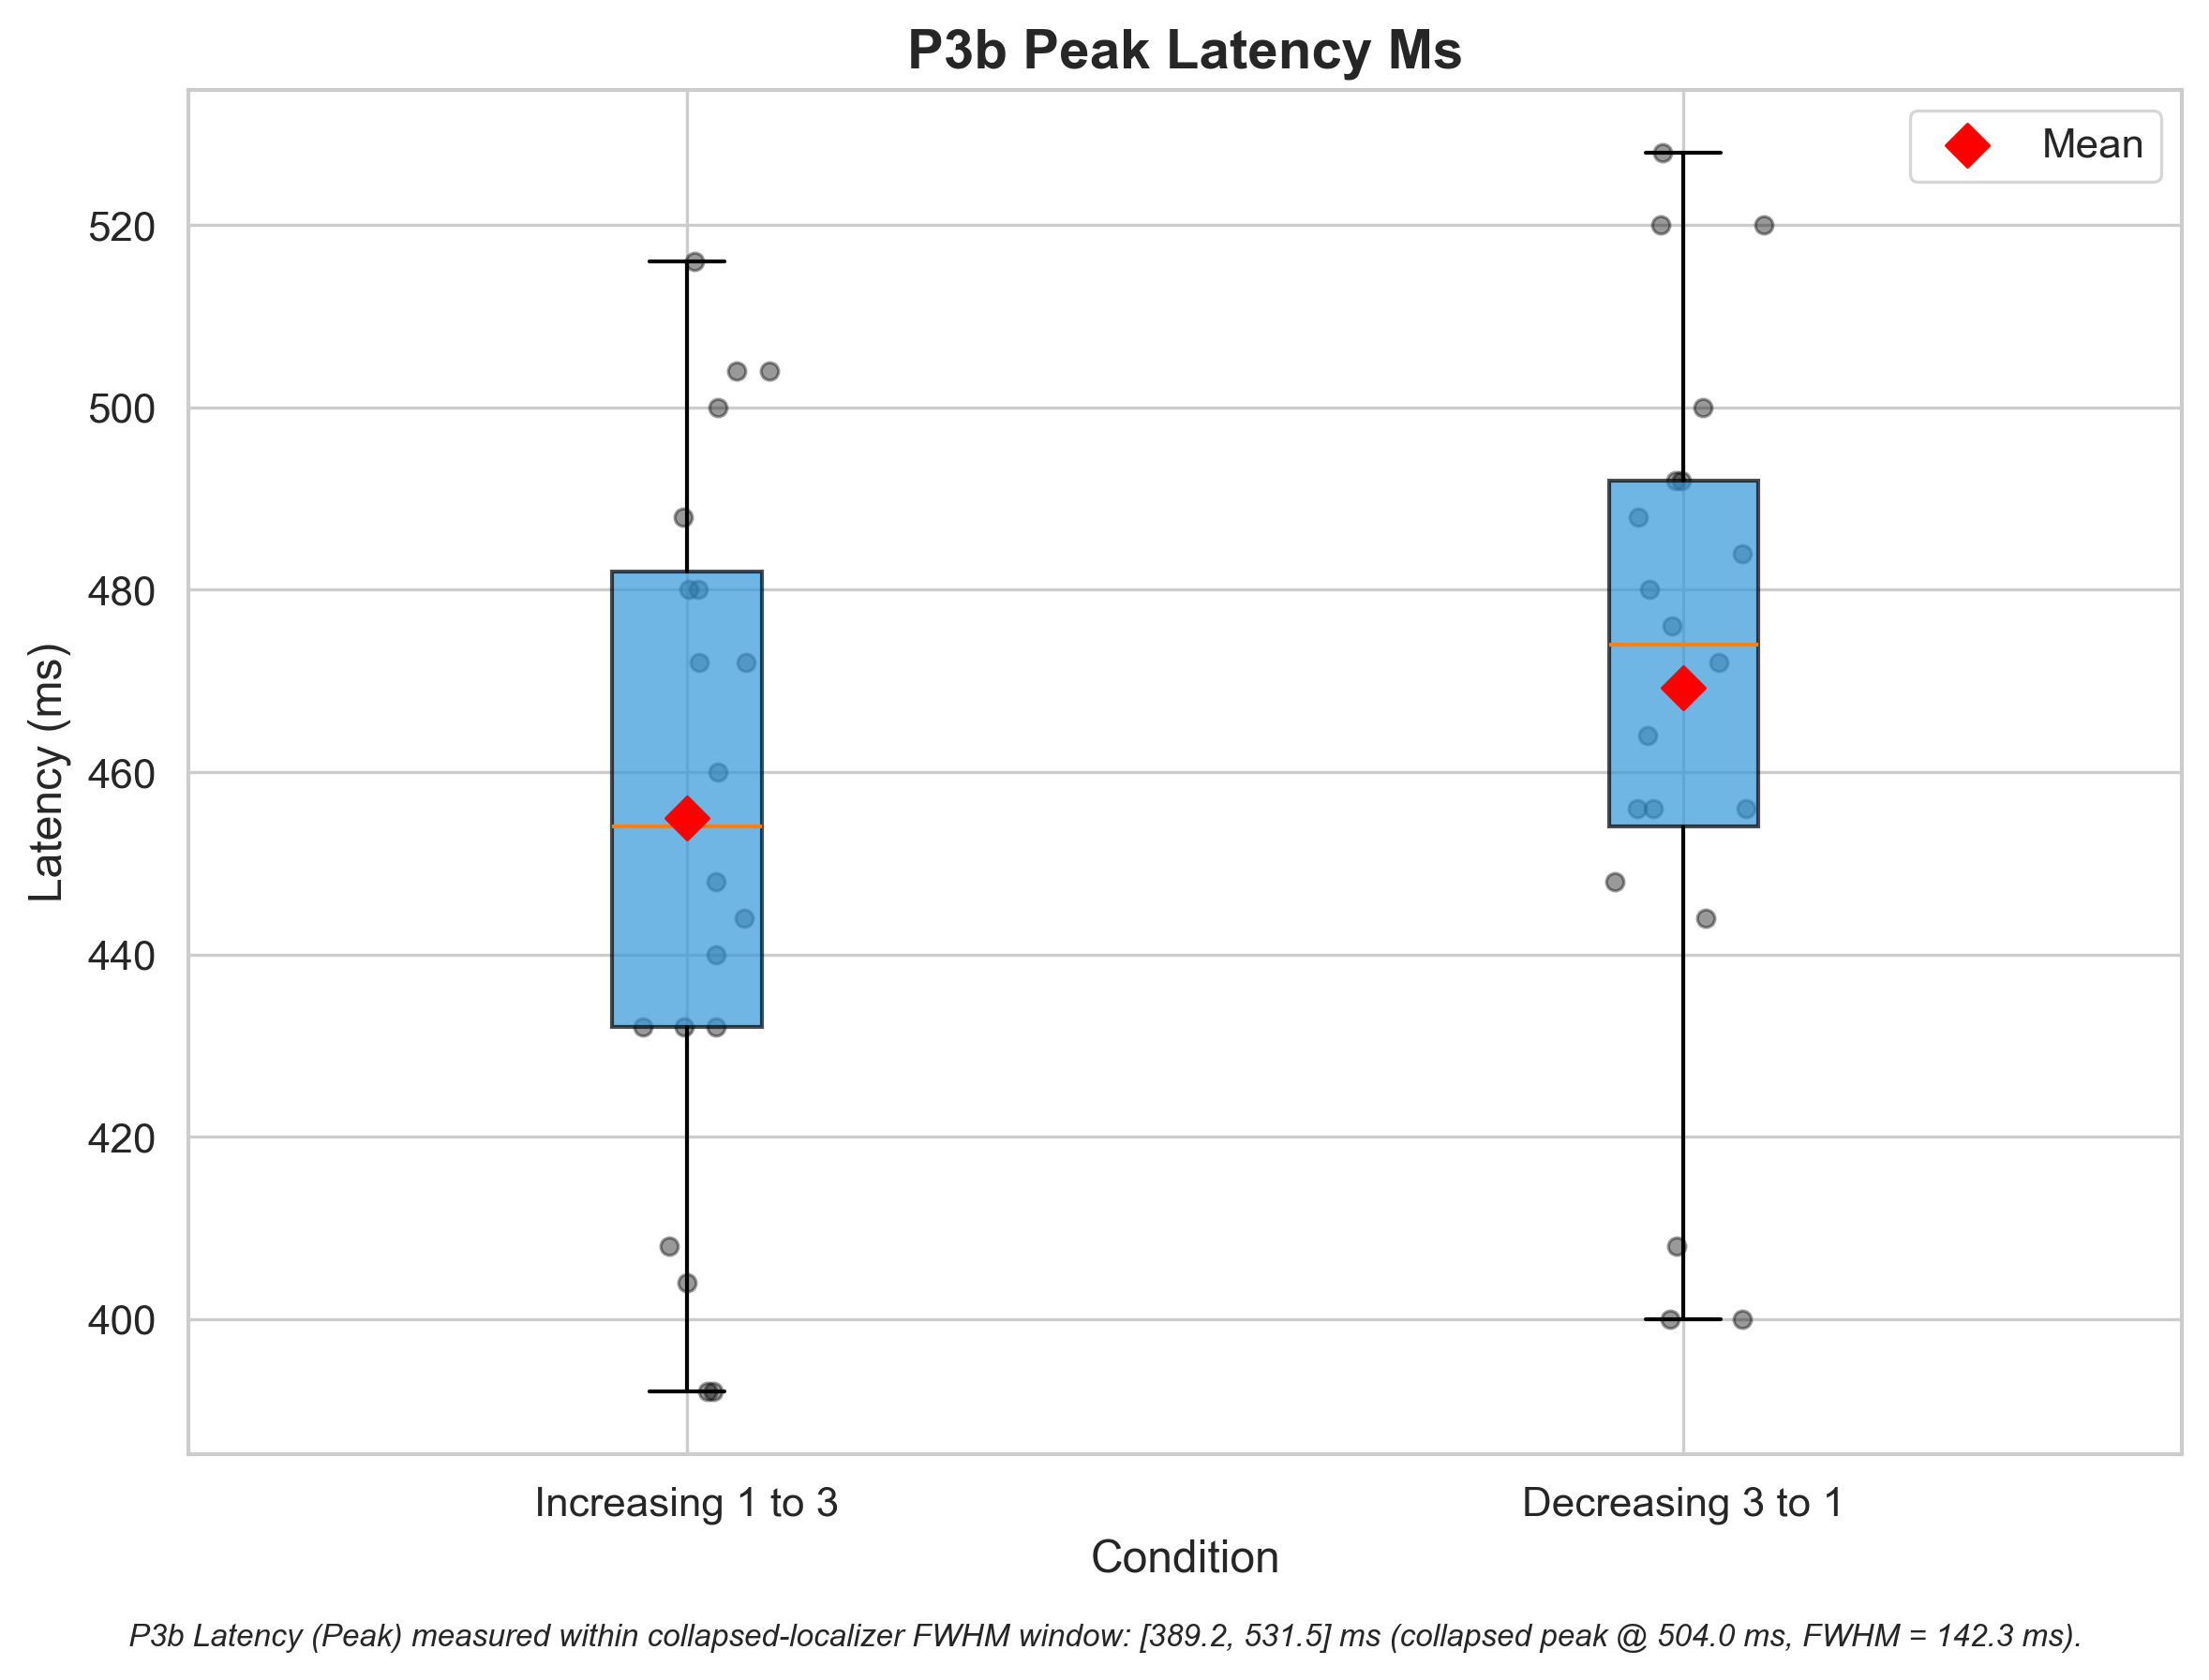 P3b Peak Latency Ms
Mean
520
500
480
460
440
420
400
Latency (ms)
Increasing 1 to 3
Decreasing 3 to 1
Condition
P3b Latency (Peak) measured within collapsed-localizer FWHM window: [389.2, 531.5] ms (collapsed peak @ 504.0 ms, FWHM = 142.3 ms).